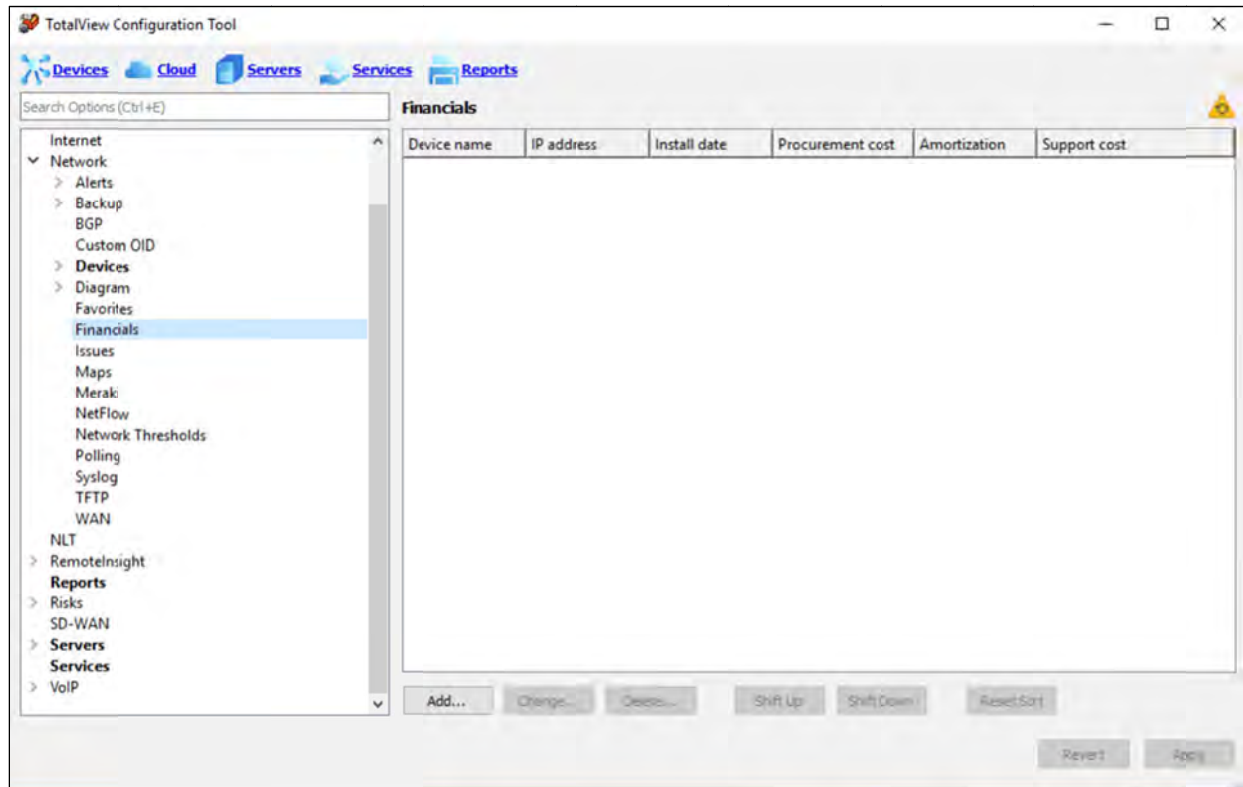 TotalView Configuration Tool
Devices Cloud Servers Services Reports
Search Options (Ctrl+E)
Financials
Device name IP address Install date Procurement cost Amortization Support cost
Internet
Network
Alerts
Backup
BGP
Custom OID
Devices
Diagram
Favorites
Financials
Issues
Maps
Meraki
NetFlow
Network Thresholds
Polling
Syslog
TFTP
WAN
NLT
RemoteInsight
Reports
Risks
SD-WAN
Servers
Services
VoIP
Add... Change... Delete... Shift Up Shift Down Reset Sort
Revert Apply